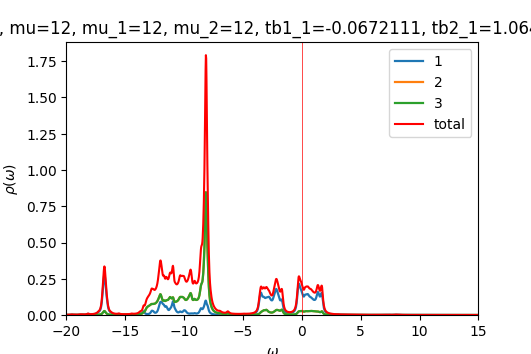 , mu=12, mu_1=12, mu_2=12, tb1_1=-0.0672111, tb2_1=1.064
1.75
1.50
1.25
1.00
0.75
0.50
0.25
0.00
ρ(ω)
1
2
3
total
−20 −15 −10 −5 0 5 10 15
ω